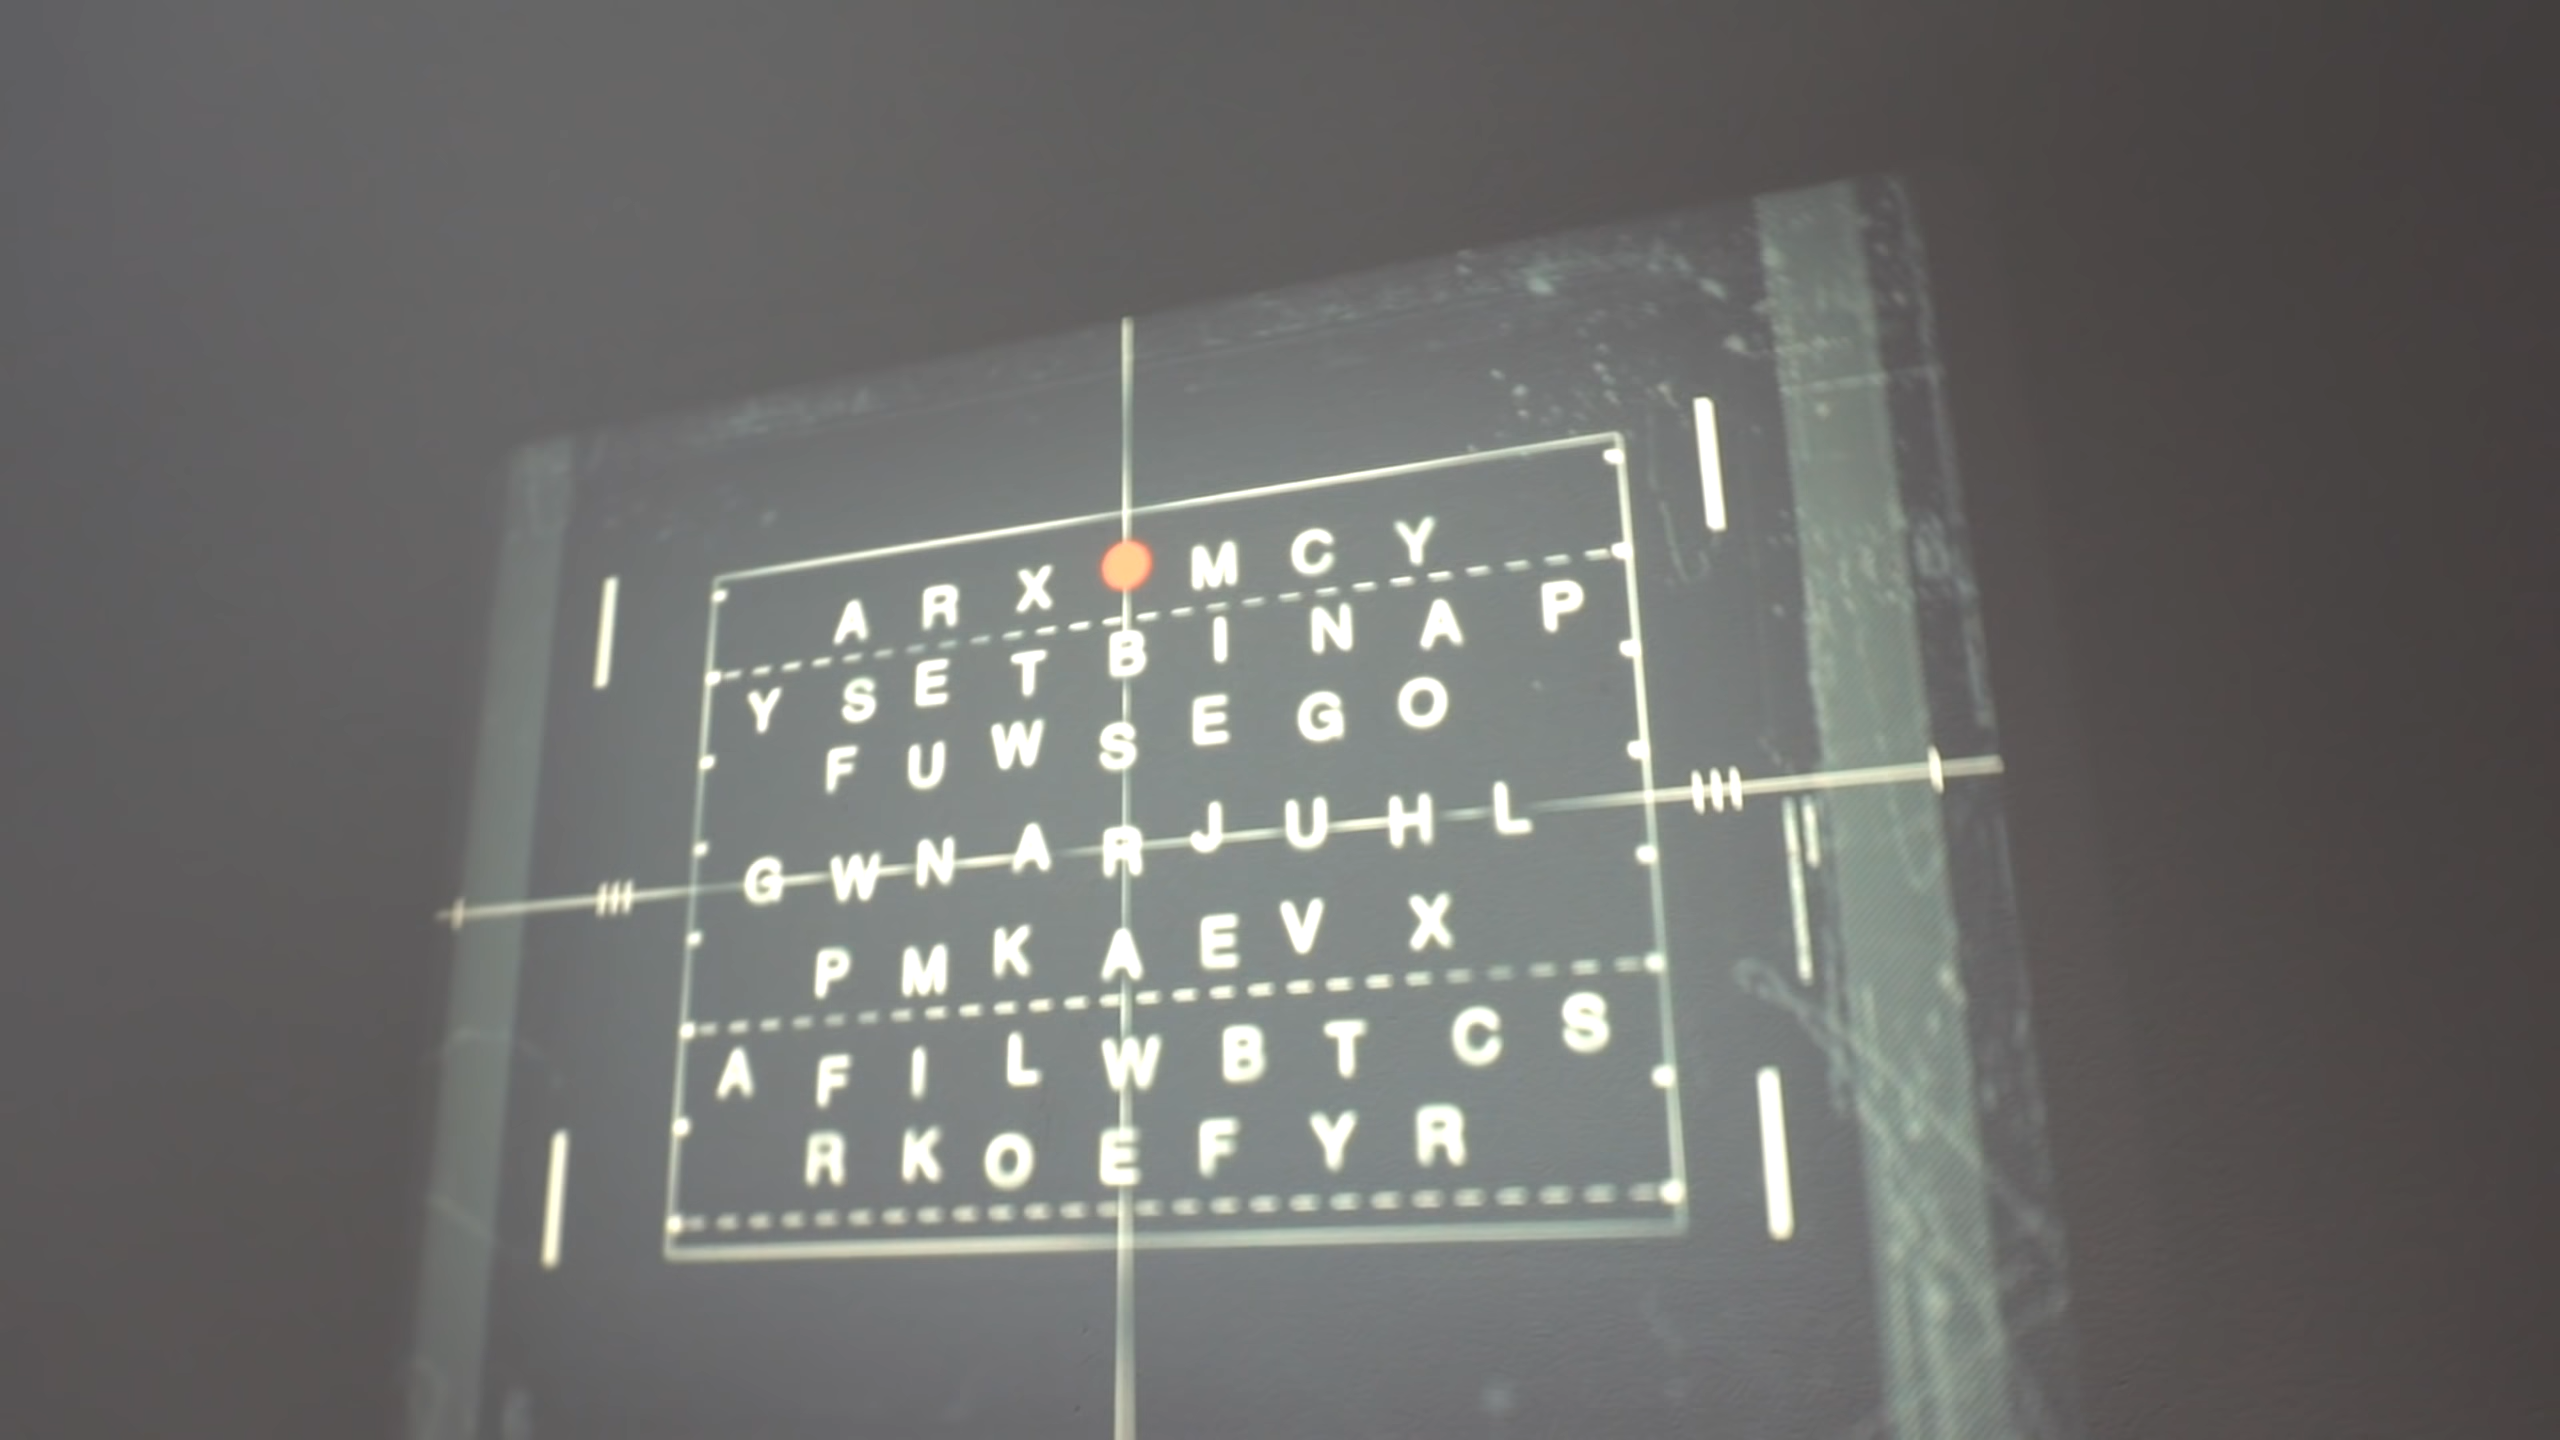 A R X M C Y
Y S E T B I N A P
F U W S E G O
G W N A R J U H L
P M K A E V X
A F I L W B T C S
R K O E F Y R